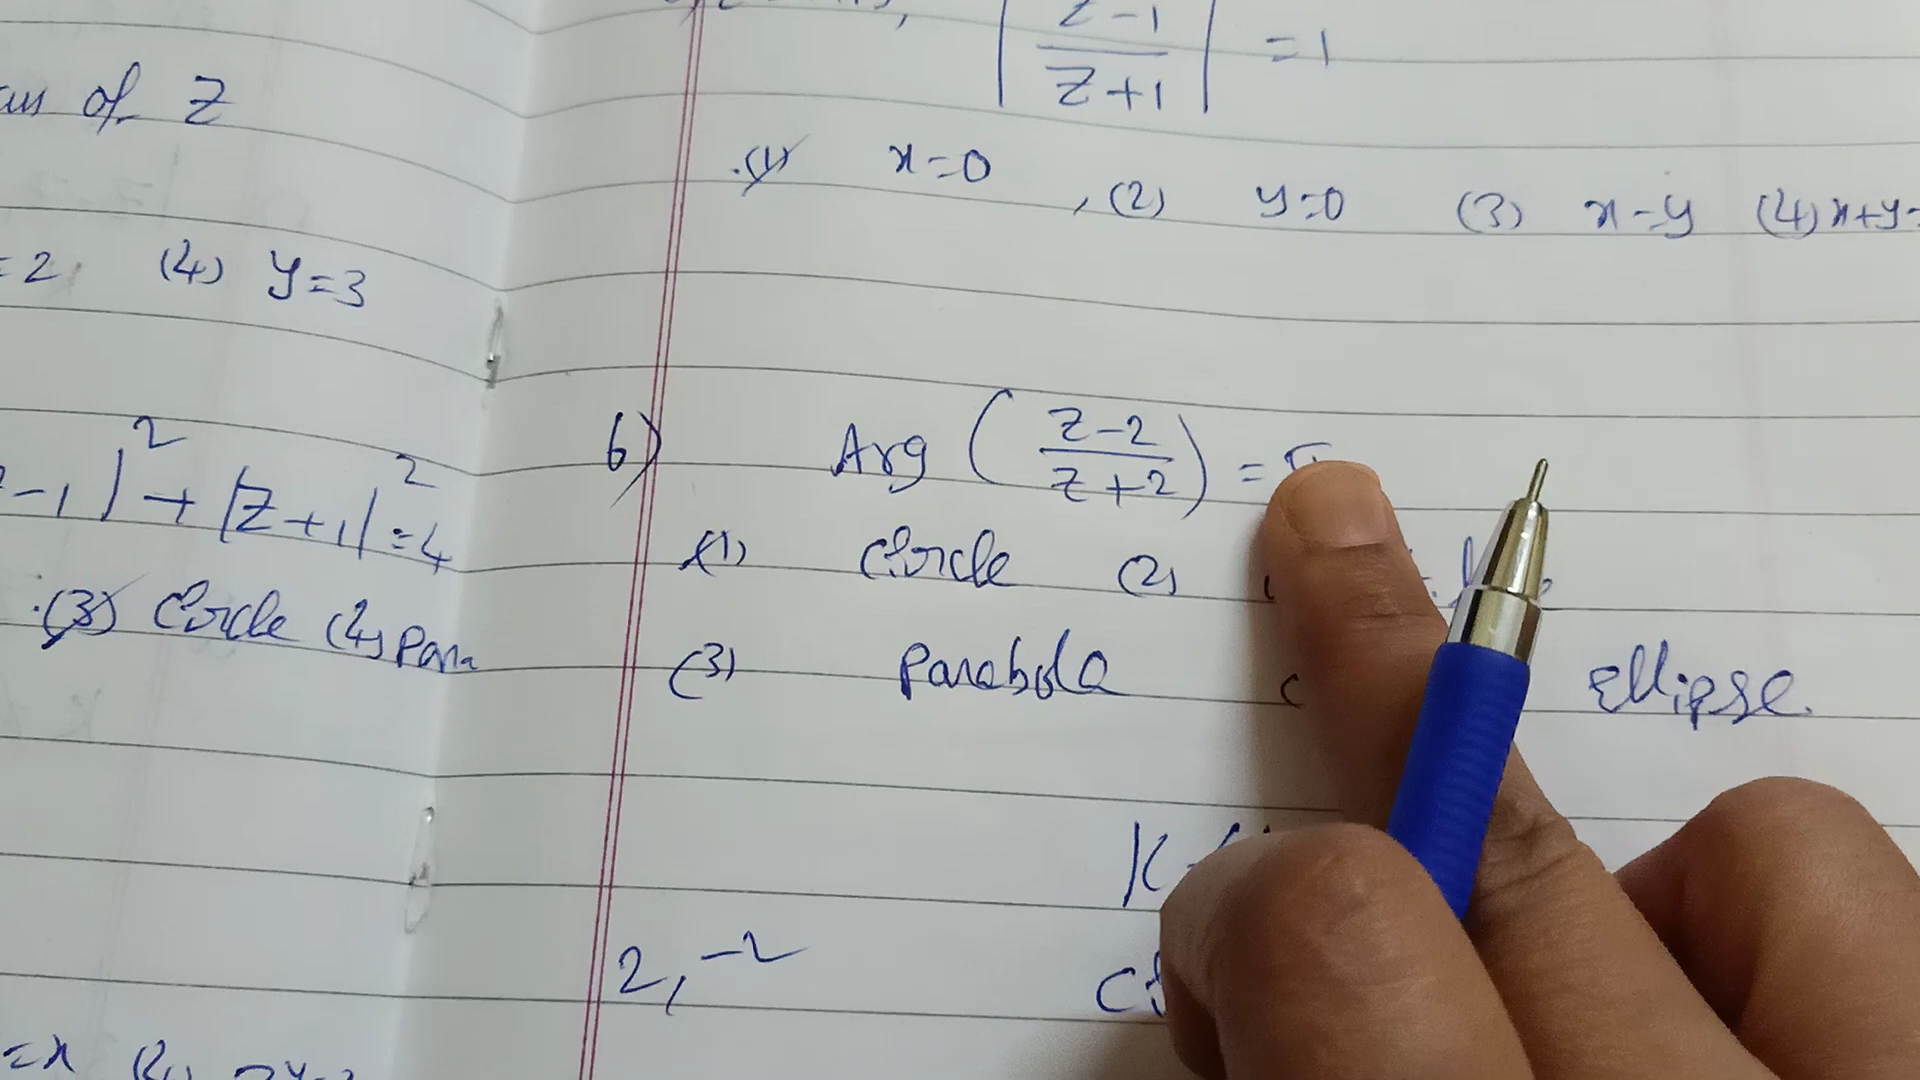 of Z
= 2, (4) y=3
-1|² + |z+1|² = 4
(3) Circle (4) Para
|z-1/z+1| = 1
(1) x=0, (2) y=0 (3) x=y (4) x+y=
6) Arg (z-2/z+2) =
(1) Circle (2)
(3) Parabola Ellipse.
2, -2